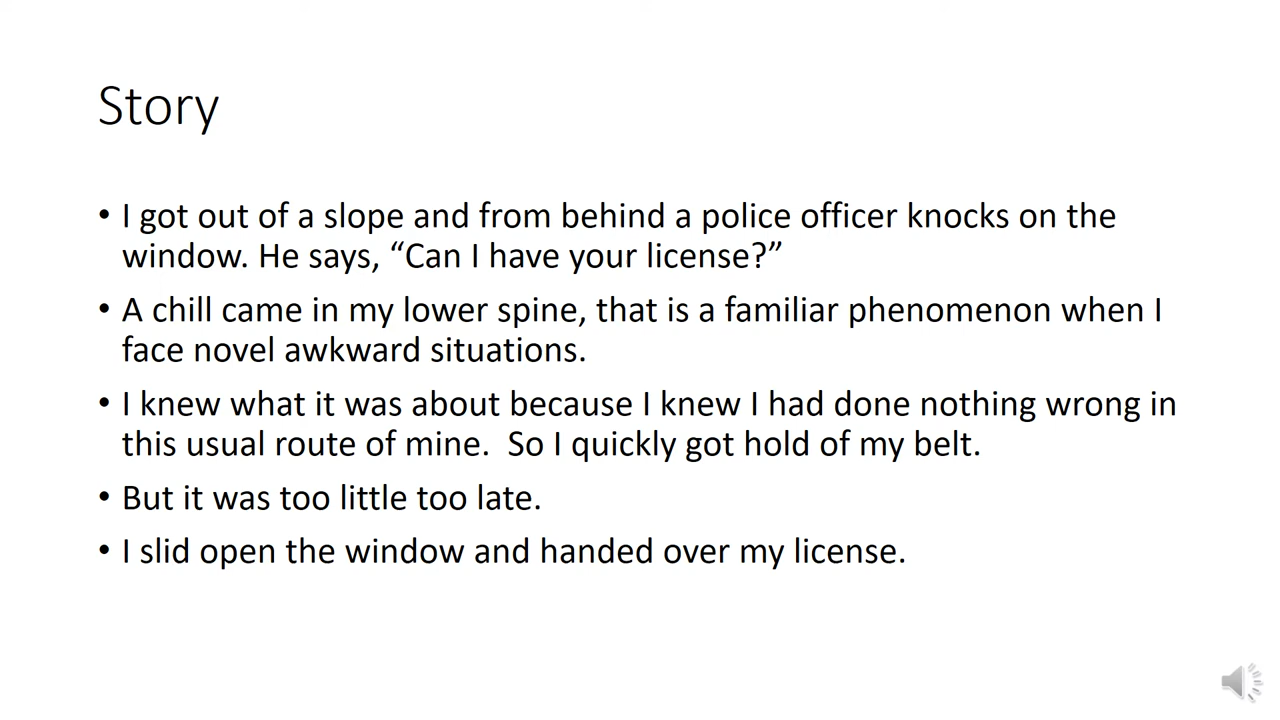 Story
• I got out of a slope and from behind a police officer knocks on the
window. He says, “Can I have your license?”
• A chill came in my lower spine, that is a familiar phenomenon when I
face novel awkward situations.
• I knew what it was about because I knew I had done nothing wrong in
this usual route of mine.  So I quickly got hold of my belt.
• But it was too little too late.
• I slid open the window and handed over my license.